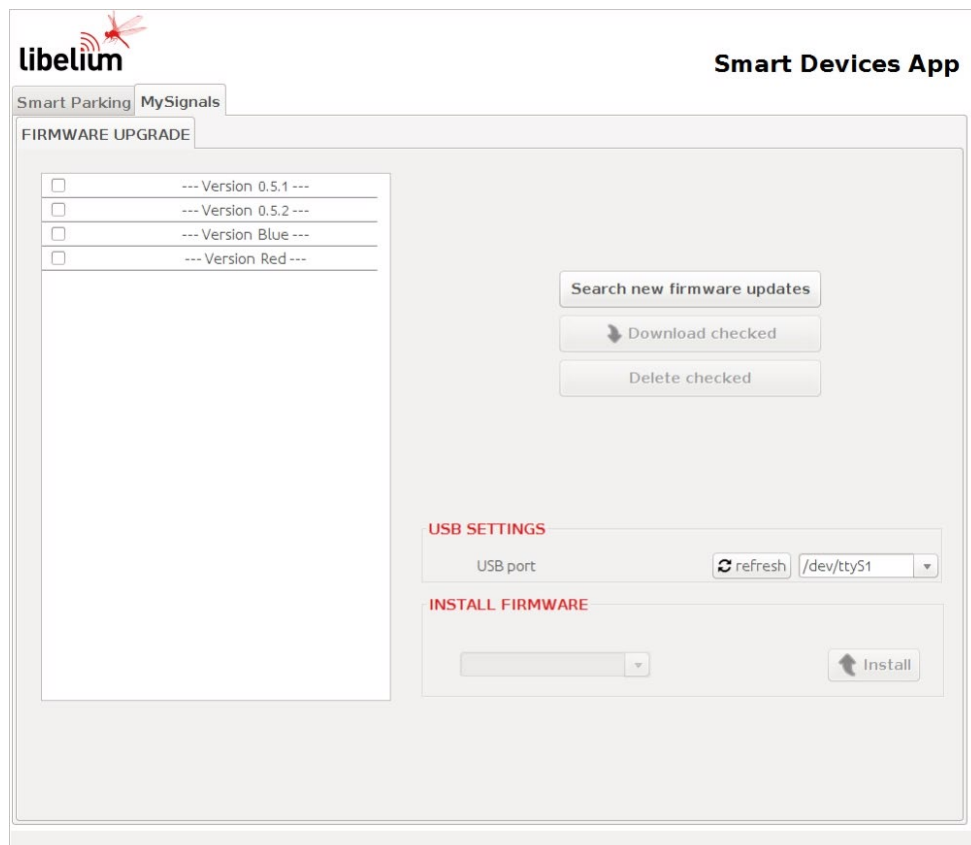 libelium
Smart Devices App
Smart Parking MySignals
FIRMWARE UPGRADE
--- Version 0.5.1 ---
--- Version 0.5.2 ---
--- Version Blue ---
--- Version Red ---
Search new firmware updates
Download checked
Delete checked
USB SETTINGS
USB port refresh /dev/ttyS1
INSTALL FIRMWARE
Install